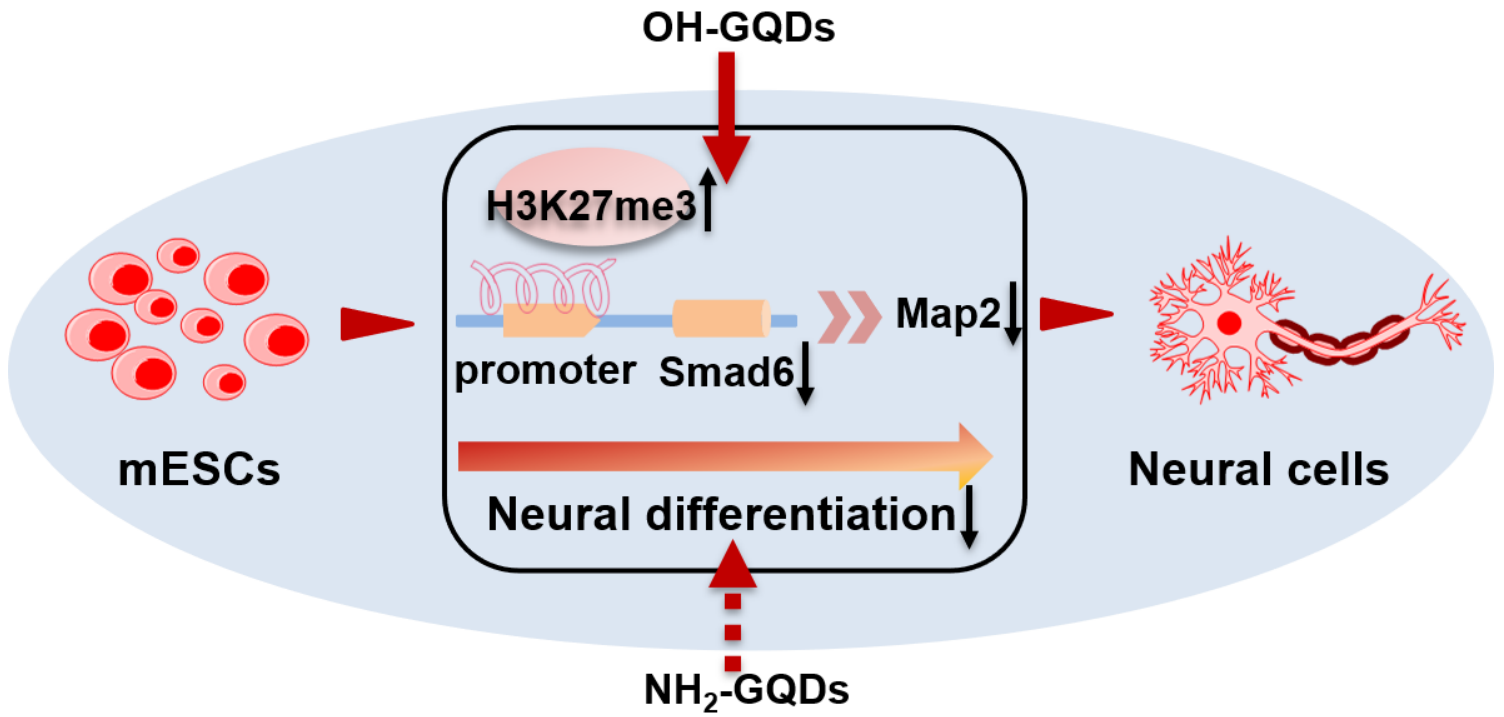 OH-GQDs
H3K27me3
Map2
promoter Smad6
mESCs
Neural cells
Neural differentiation
NH₂-GQDs